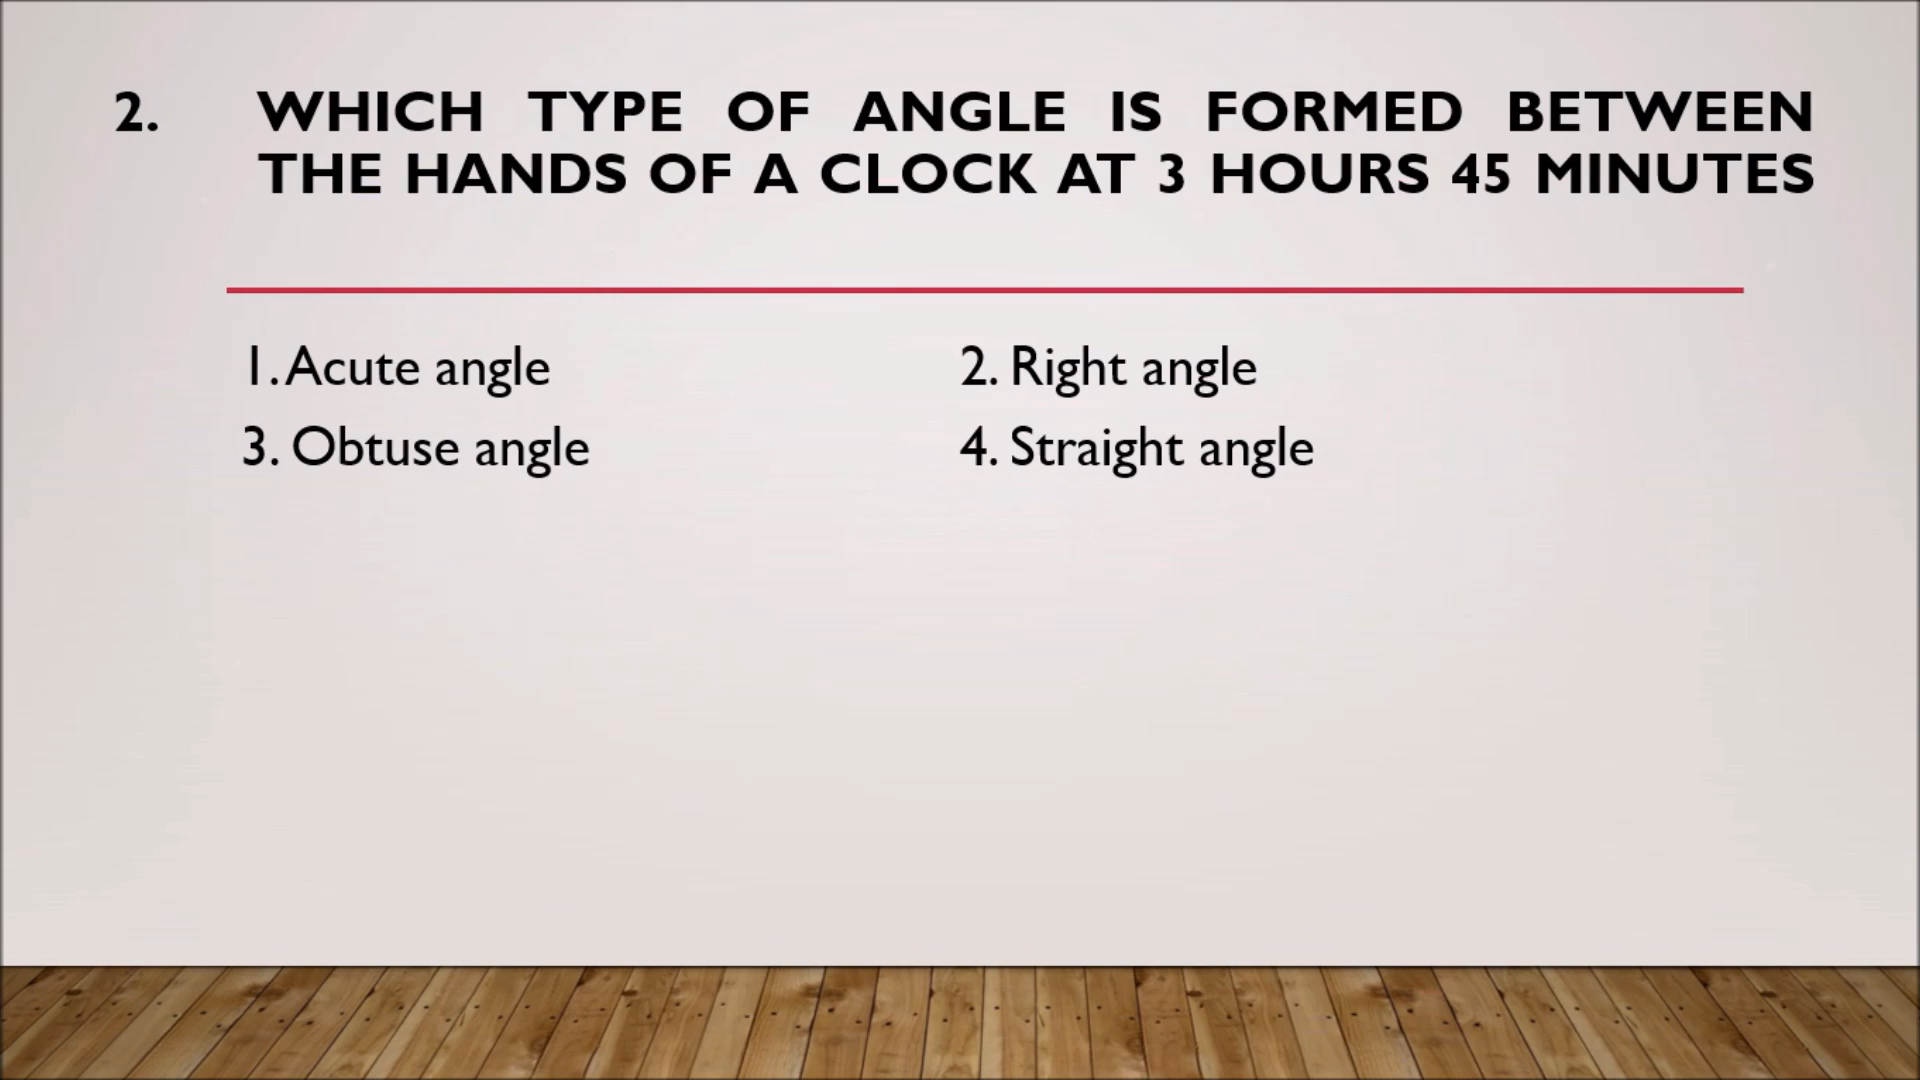 2. WHICH TYPE OF ANGLE IS FORMED BETWEEN
THE HANDS OF A CLOCK AT 3 HOURS 45 MINUTES
1. Acute angle 2. Right angle
3. Obtuse angle 4. Straight angle